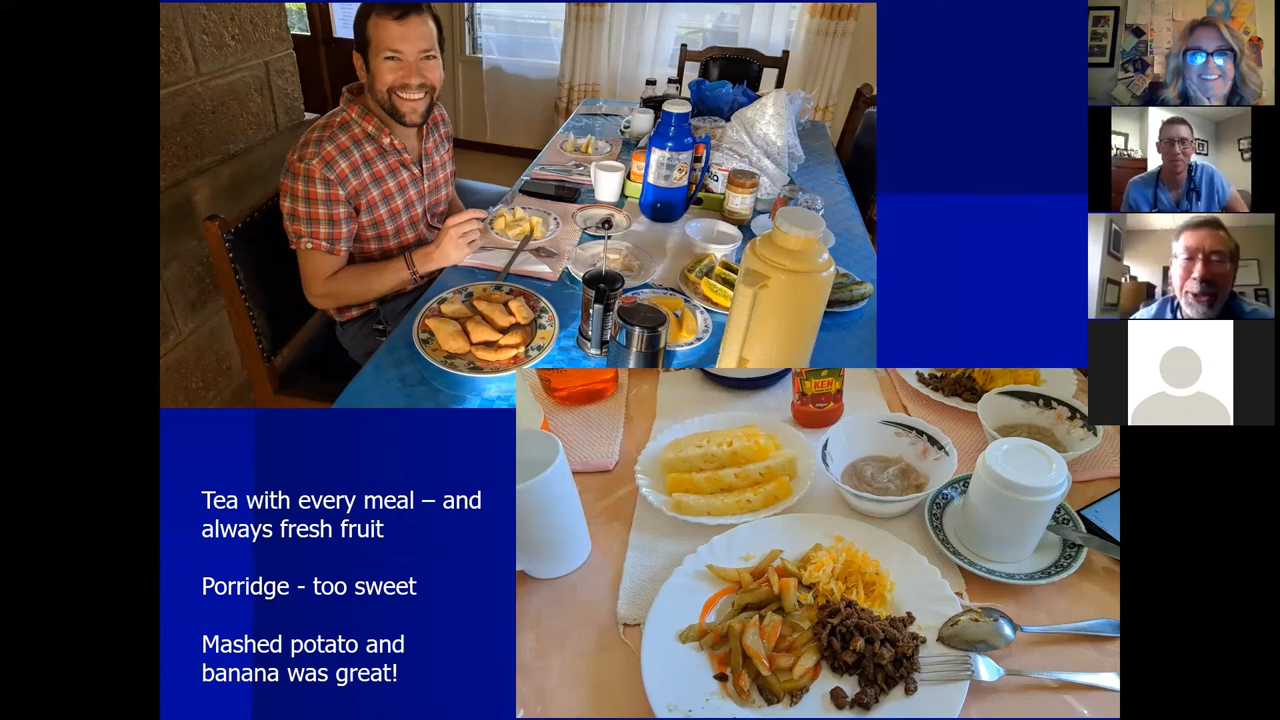 KEN
Tea with every meal – and
always fresh fruit
Porridge - too sweet
Mashed potato and
banana was great!